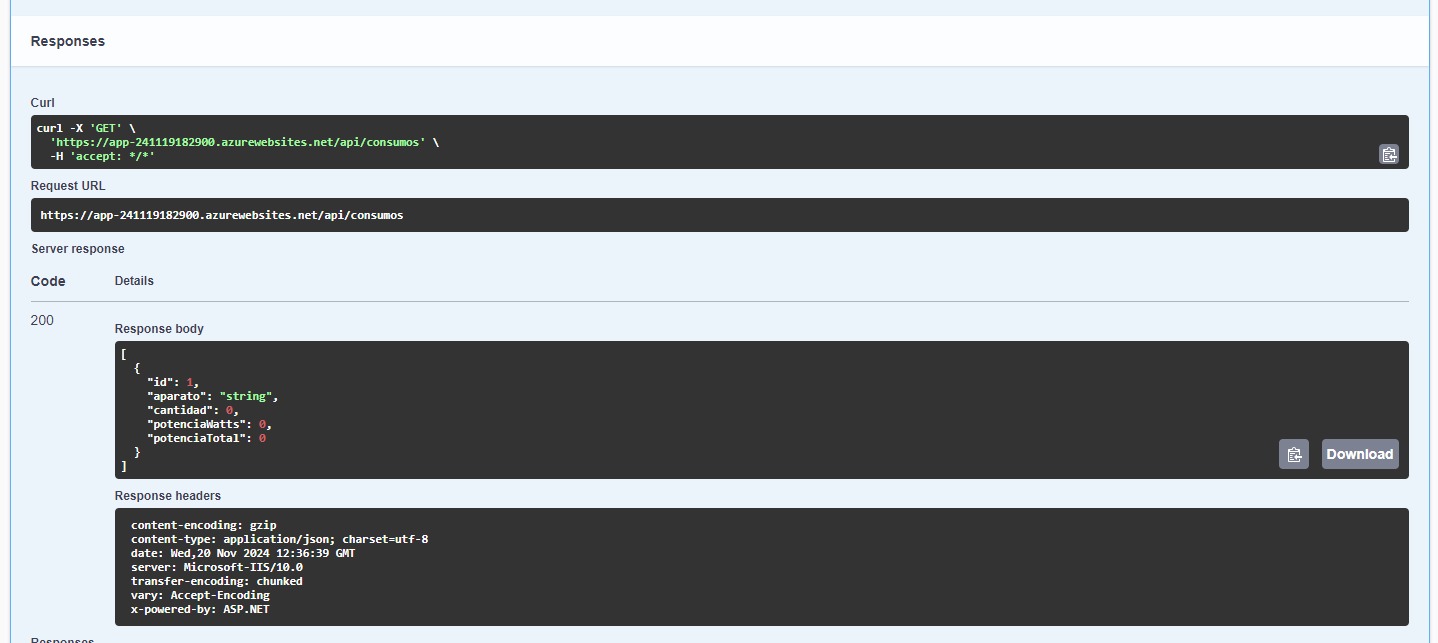 Responses
Curl
curl -X 'GET' \
  'https://app-241119182900.azurewebsites.net/api/consumos' \
  -H 'accept: */*'
Request URL
https://app-241119182900.azurewebsites.net/api/consumos
Server response
Code Details
200
Response body
[
  {
    "id": 1,
    "aparato": "string",
    "cantidad": 0,
    "potenciaWatts": 0,
    "potenciaTotal": 0
  }
]
Download
Response headers
content-encoding: gzip
content-type: application/json; charset=utf-8
date: Wed,20 Nov 2024 12:36:39 GMT
server: Microsoft-IIS/10.0
transfer-encoding: chunked
vary: Accept-Encoding
x-powered-by: ASP.NET
Responses